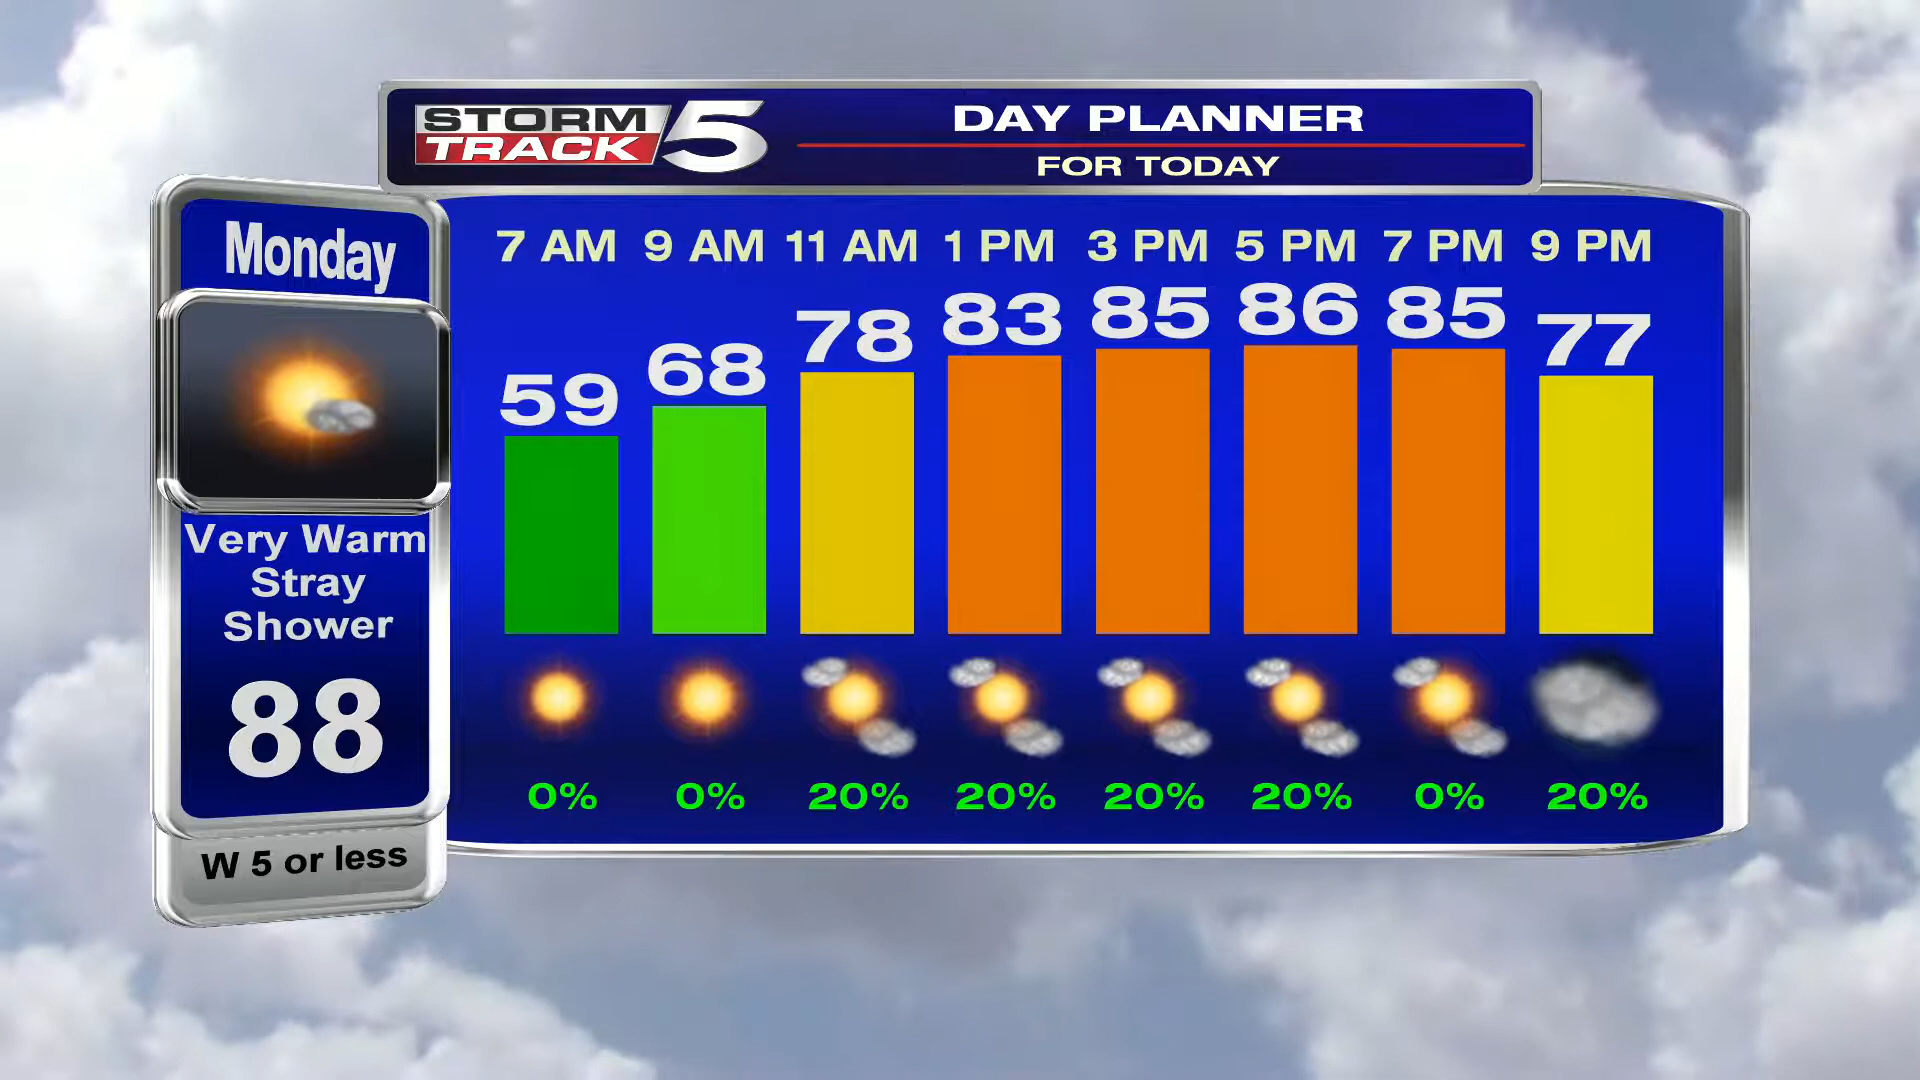 STORM TRACK 5
DAY PLANNER
FOR TODAY
Monday
Very Warm
Stray
Shower
88
W 5 or less
7 AM 9 AM 11 AM 1 PM 3 PM 5 PM 7 PM 9 PM
59 68 78 83 85 86 85 77
0% 0% 20% 20% 20% 20% 0% 20%